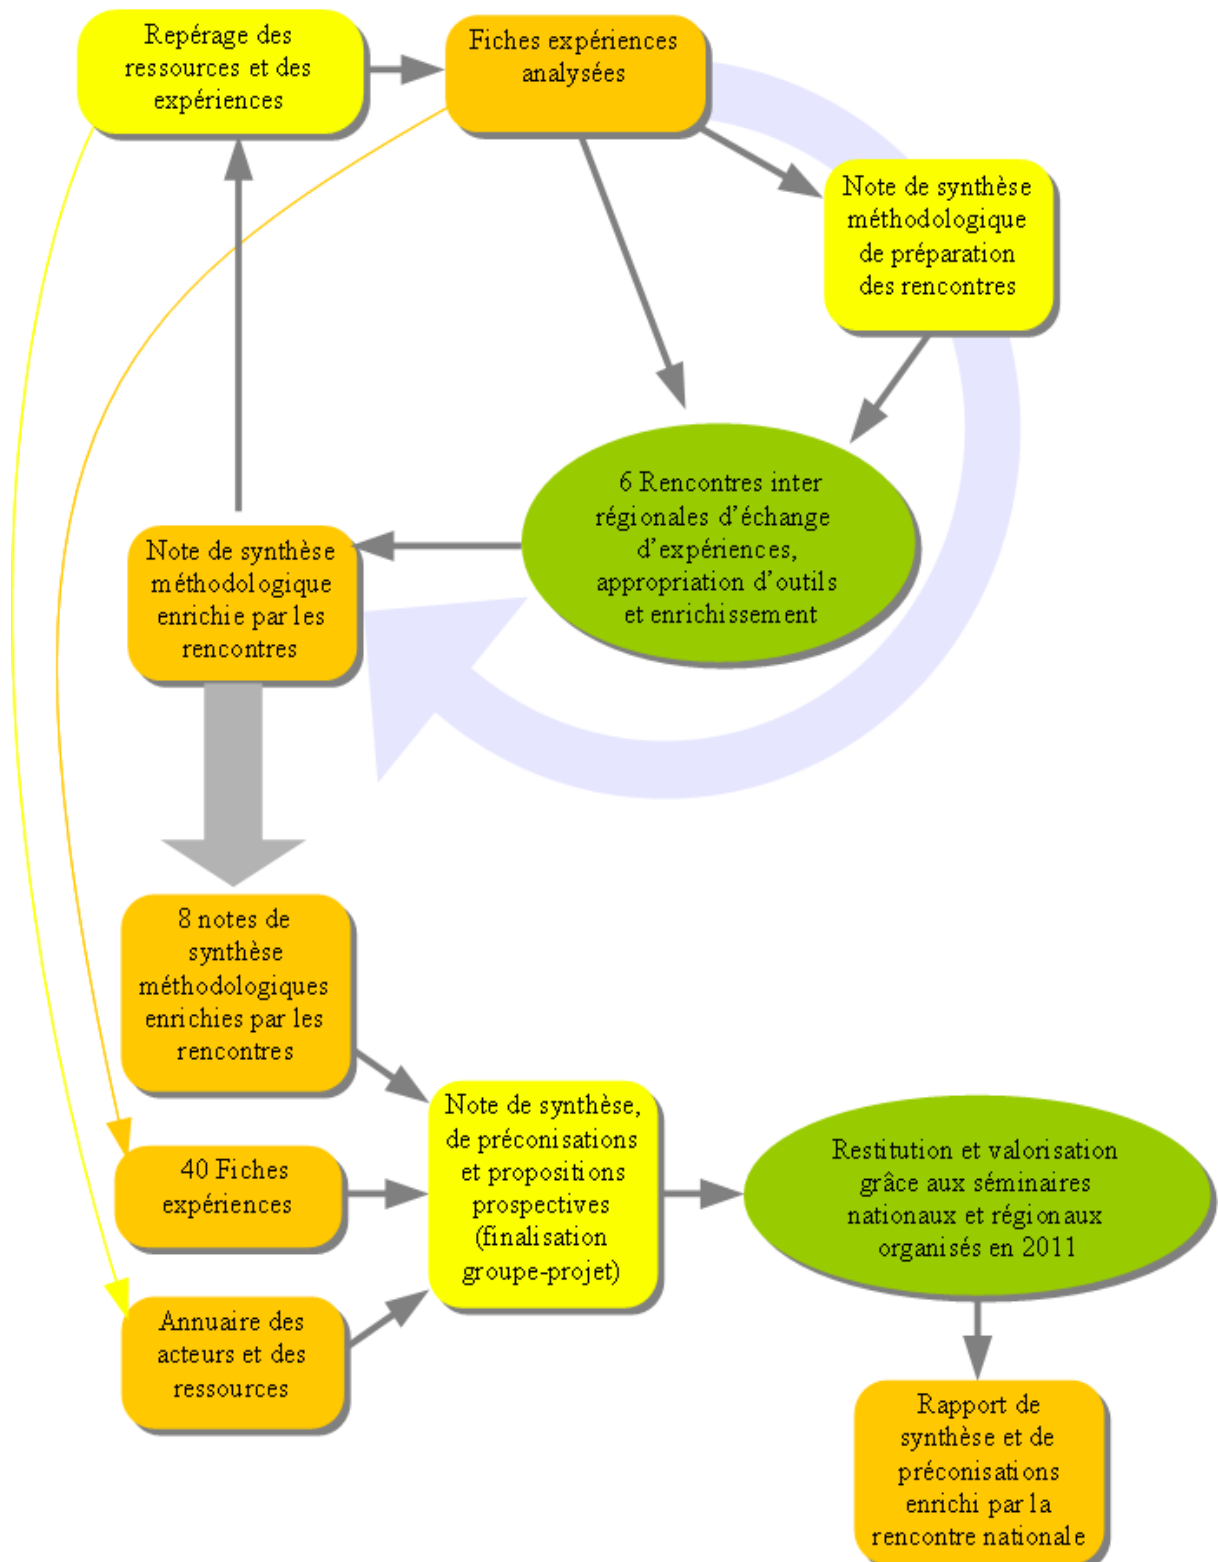 Repérage des
ressources et des
expériences
Fiches expériences
analysées
Note de synthèse
méthodologique
de préparation
des rencontres
6 Rencontres inter
régionales d'échange
d'expériences,
appropriation d'outils
et enrichissement
Note de synthèse
méthodologique
enrichie par les
rencontres
8 notes de
synthèse
méthodologiques
enrichies par les
rencontres
40 Fiches
expériences
Annuaire des
acteurs et des
ressources
Note de synthèse,
de préconisations
et propositions
prospectives
(finalisation
groupe-projet)
Restitution et valorisation
grâce aux séminaires
nationaux et régionaux
organisés en 2011
Rapport de
synthèse et de
préconisations
enrichi par la
rencontre nationale